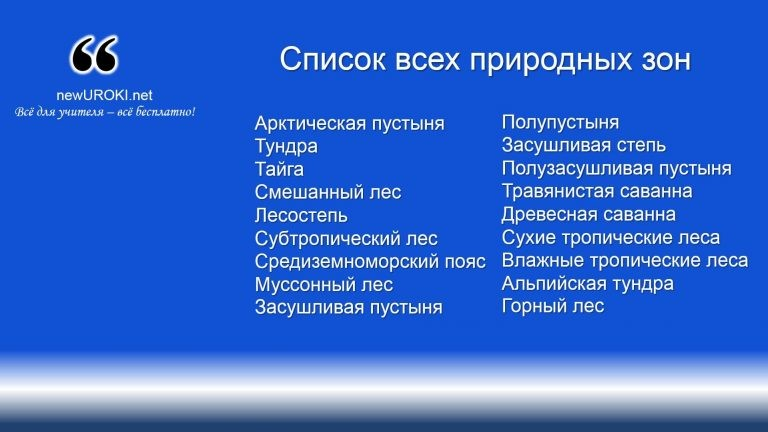 newUROKI.net
Всё для учителя – всё бесплатно!
Список всех природных зон
Арктическая пустыня
Тундра
Тайга
Смешанный лес
Лесостепь
Субтропический лес
Средиземноморский пояс
Муссонный лес
Засушливая пустыня
Полупустыня
Засушливая степь
Полузасушливая пустыня
Травянистая саванна
Древесная саванна
Сухие тропические леса
Влажные тропические леса
Альпийская тундра
Горный лес